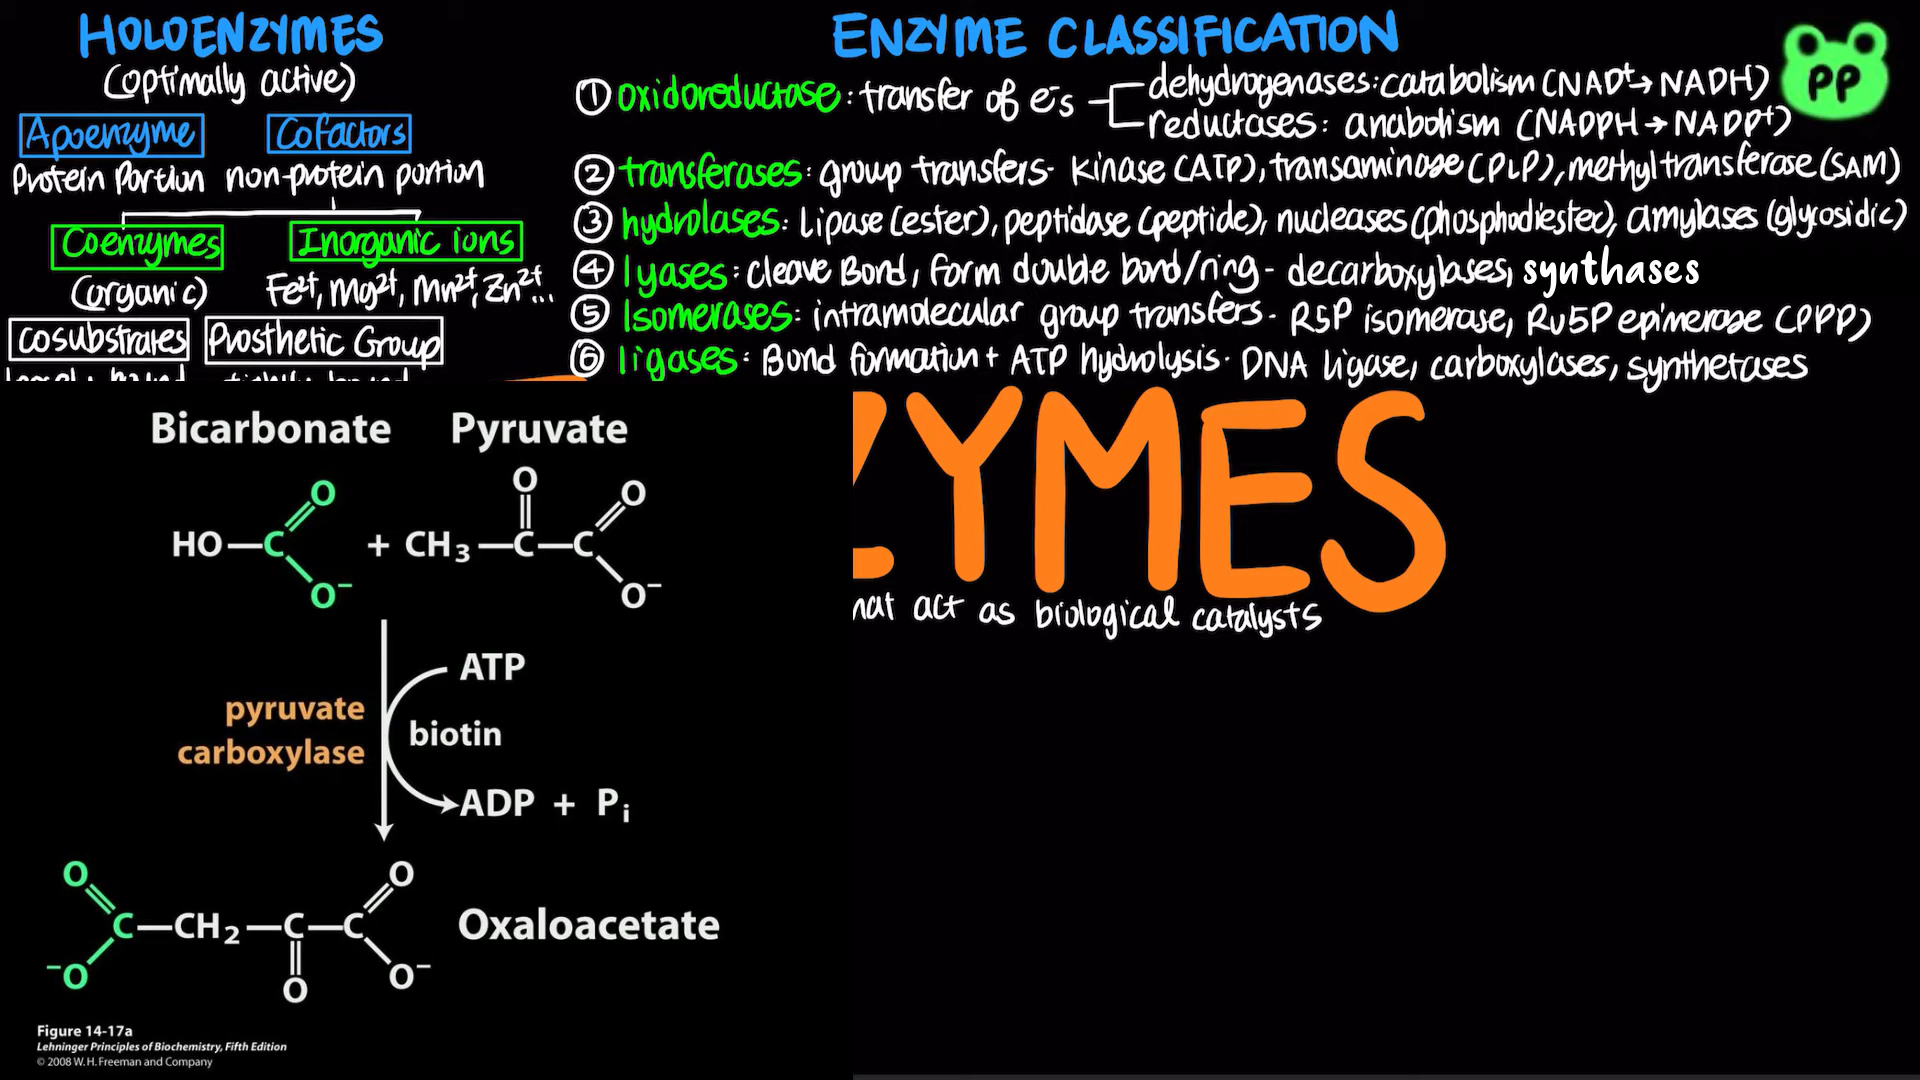 HOLOENZYMES
(optimally active)
Apoenzyme
Cofactors
Protein Portion
non-protein portion
Coenzymes
Inorganic ions
(organic)
Fe2+, Mg2+, Mn2+, Zn2+...
cosubstrates
Prosthetic Group
ENZYME CLASSIFICATION
PP
① oxidoreductase: transfer of e-s
dehydrogenases: catabolism (NAD+→ NADH)
reductases: anabolism (NADPH → NADP+)
② transferases: group transfers- kinase (ATP), transaminase (PLP), methyl transferase (SAM)
③ hydrolases: lipase (ester), peptidase (peptide), nucleases (phosphodiester), amylases (glycosidic)
④ lyases: cleave Bond, form double bond/ring - decarboxylases, synthases
⑤ Isomerases: intramolecular group transfers- R5P isomerase, Ru5P epimerase (PPP)
⑥ ligases: Bond formation + ATP hydrolysis- DNA ligase, carboxylases, synthetases
ZYMES
act as biological catalysts
Bicarbonate
Pyruvate
O
O
O
HO—C
+
CH3—C—C
O-
O-
ATP
pyruvate
carboxylase
biotin
ADP + Pi
O
O
C—CH2—C—C
Oxaloacetate
-O
O
O-
Figure 14-17a
Lehninger Principles of Biochemistry, Fifth Edition
© 2008 W. H. Freeman and Company